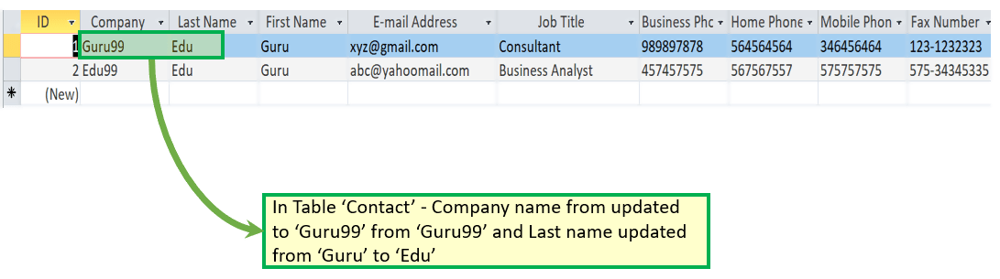 ID Company Last Name First Name E-mail Address Job Title Business Phc Home Phone Mobile Phon Fax Number
1 Guru99 Edu Guru xyz@gmail.com Consultant 989897878 564564564 346456464 123-1232323
2 Edu99 Edu Guru abc@yahoomail.com Business Analyst 457457575 567567557 575757575 575-34345335
* (New)
In Table ‘Contact’ - Company name from updated
to ‘Guru99’ from ‘Guru99’ and Last name updated
from ‘Guru’ to ‘Edu’